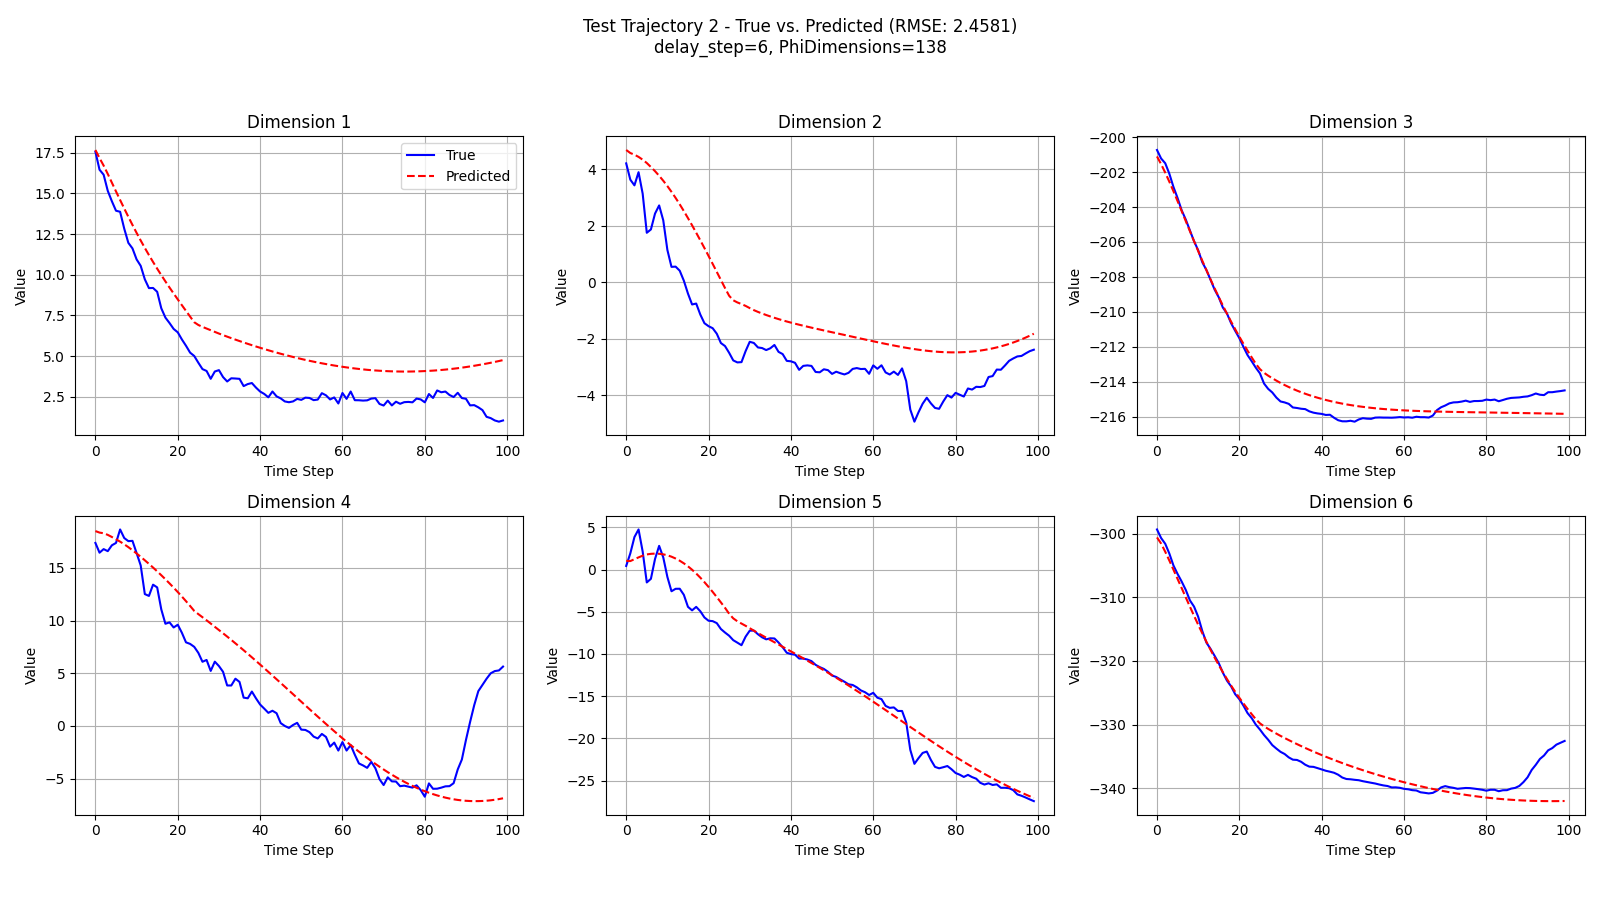 Test Trajectory 2 - True vs. Predicted (RMSE: 2.4581)
delay_step=6, PhiDimensions=138
Dimension 1
17.5
15.0
12.5
10.0
7.5
5.0
2.5
Value
0 20 40 60 80 100
Time Step
True
Predicted
Dimension 2
4
2
0
−2
−4
Value
0 20 40 60 80 100
Time Step
Dimension 3
−200
−202
−204
−206
−208
−210
−212
−214
−216
Value
0 20 40 60 80 100
Time Step
Dimension 4
15
10
5
0
−5
Value
0 20 40 60 80 100
Time Step
Dimension 5
5
0
−5
−10
−15
−20
−25
Value
0 20 40 60 80 100
Time Step
Dimension 6
−300
−310
−320
−330
−340
Value
0 20 40 60 80 100
Time Step